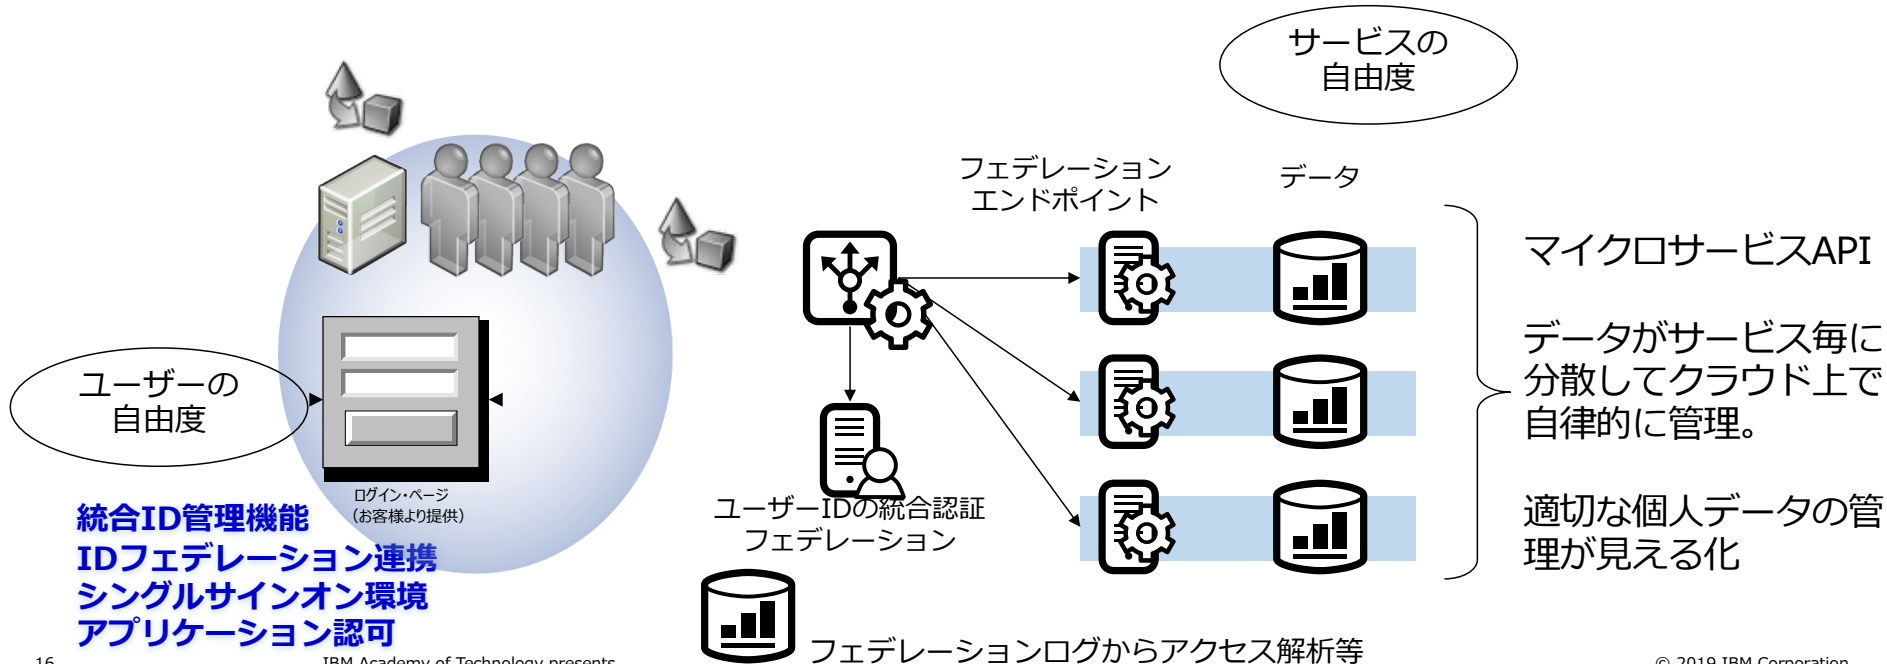 サービスの
自由度
フェデレーション
エンドポイント
データ
マイクロサービスAPI
データがサービス毎に
分散してクラウド上で
自律的に管理。
適切な個人データの管
理が見える化
ユーザーの
自由度
ログイン・ページ
(お客様より提供)
統合ID管理機能
IDフェデレーション連携
シングルサインオン環境
アプリケーション認可
ユーザーIDの統合認証
フェデレーション
フェデレーションログからアクセス解析等
16
IBM Academy of Technology presents
© 2019 IBM Corporation